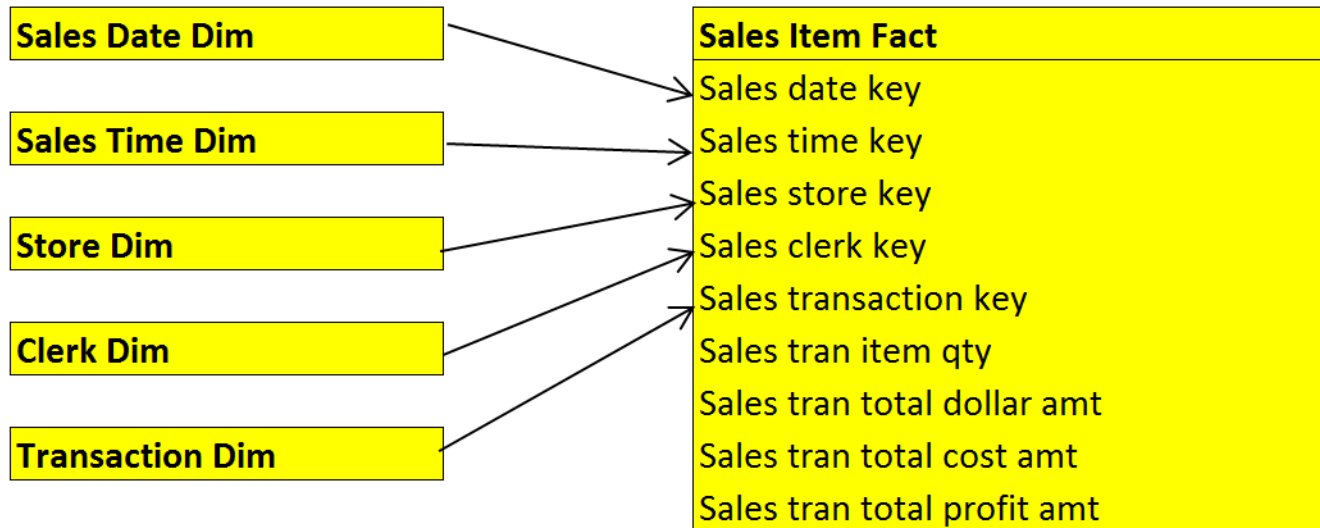 Sales Date Dim
Sales Time Dim
Store Dim
Clerk Dim
Transaction Dim
Sales Item Fact
Sales date key
Sales time key
Sales store key
Sales clerk key
Sales transaction key
Sales tran item qty
Sales tran total dollar amt
Sales tran total cost amt
Sales tran total profit amt